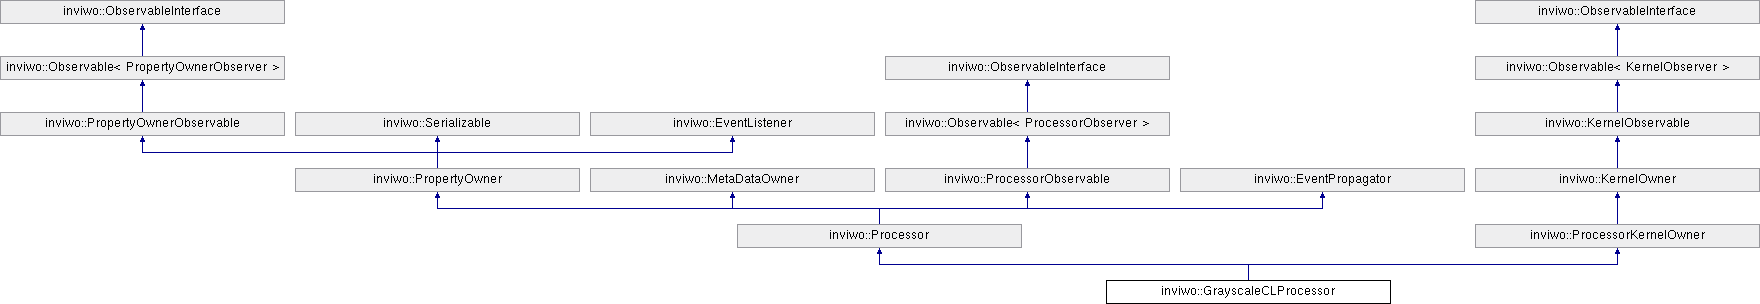 inviwo::ObservableInterface
inviwo::ObservableInterface
inviwo::Observable< PropertyOwnerObserver >
inviwo::ObservableInterface
inviwo::Observable< KernelObserver >
inviwo::PropertyOwnerObservable
inviwo::Serializable
inviwo::EventListener
inviwo::Observable< ProcessorObserver >
inviwo::KernelObservable
inviwo::PropertyOwner
inviwo::MetaDataOwner
inviwo::ProcessorObservable
inviwo::EventPropagator
inviwo::KernelOwner
inviwo::Processor
inviwo::ProcessorKernelOwner
inviwo::GrayscaleCLProcessor